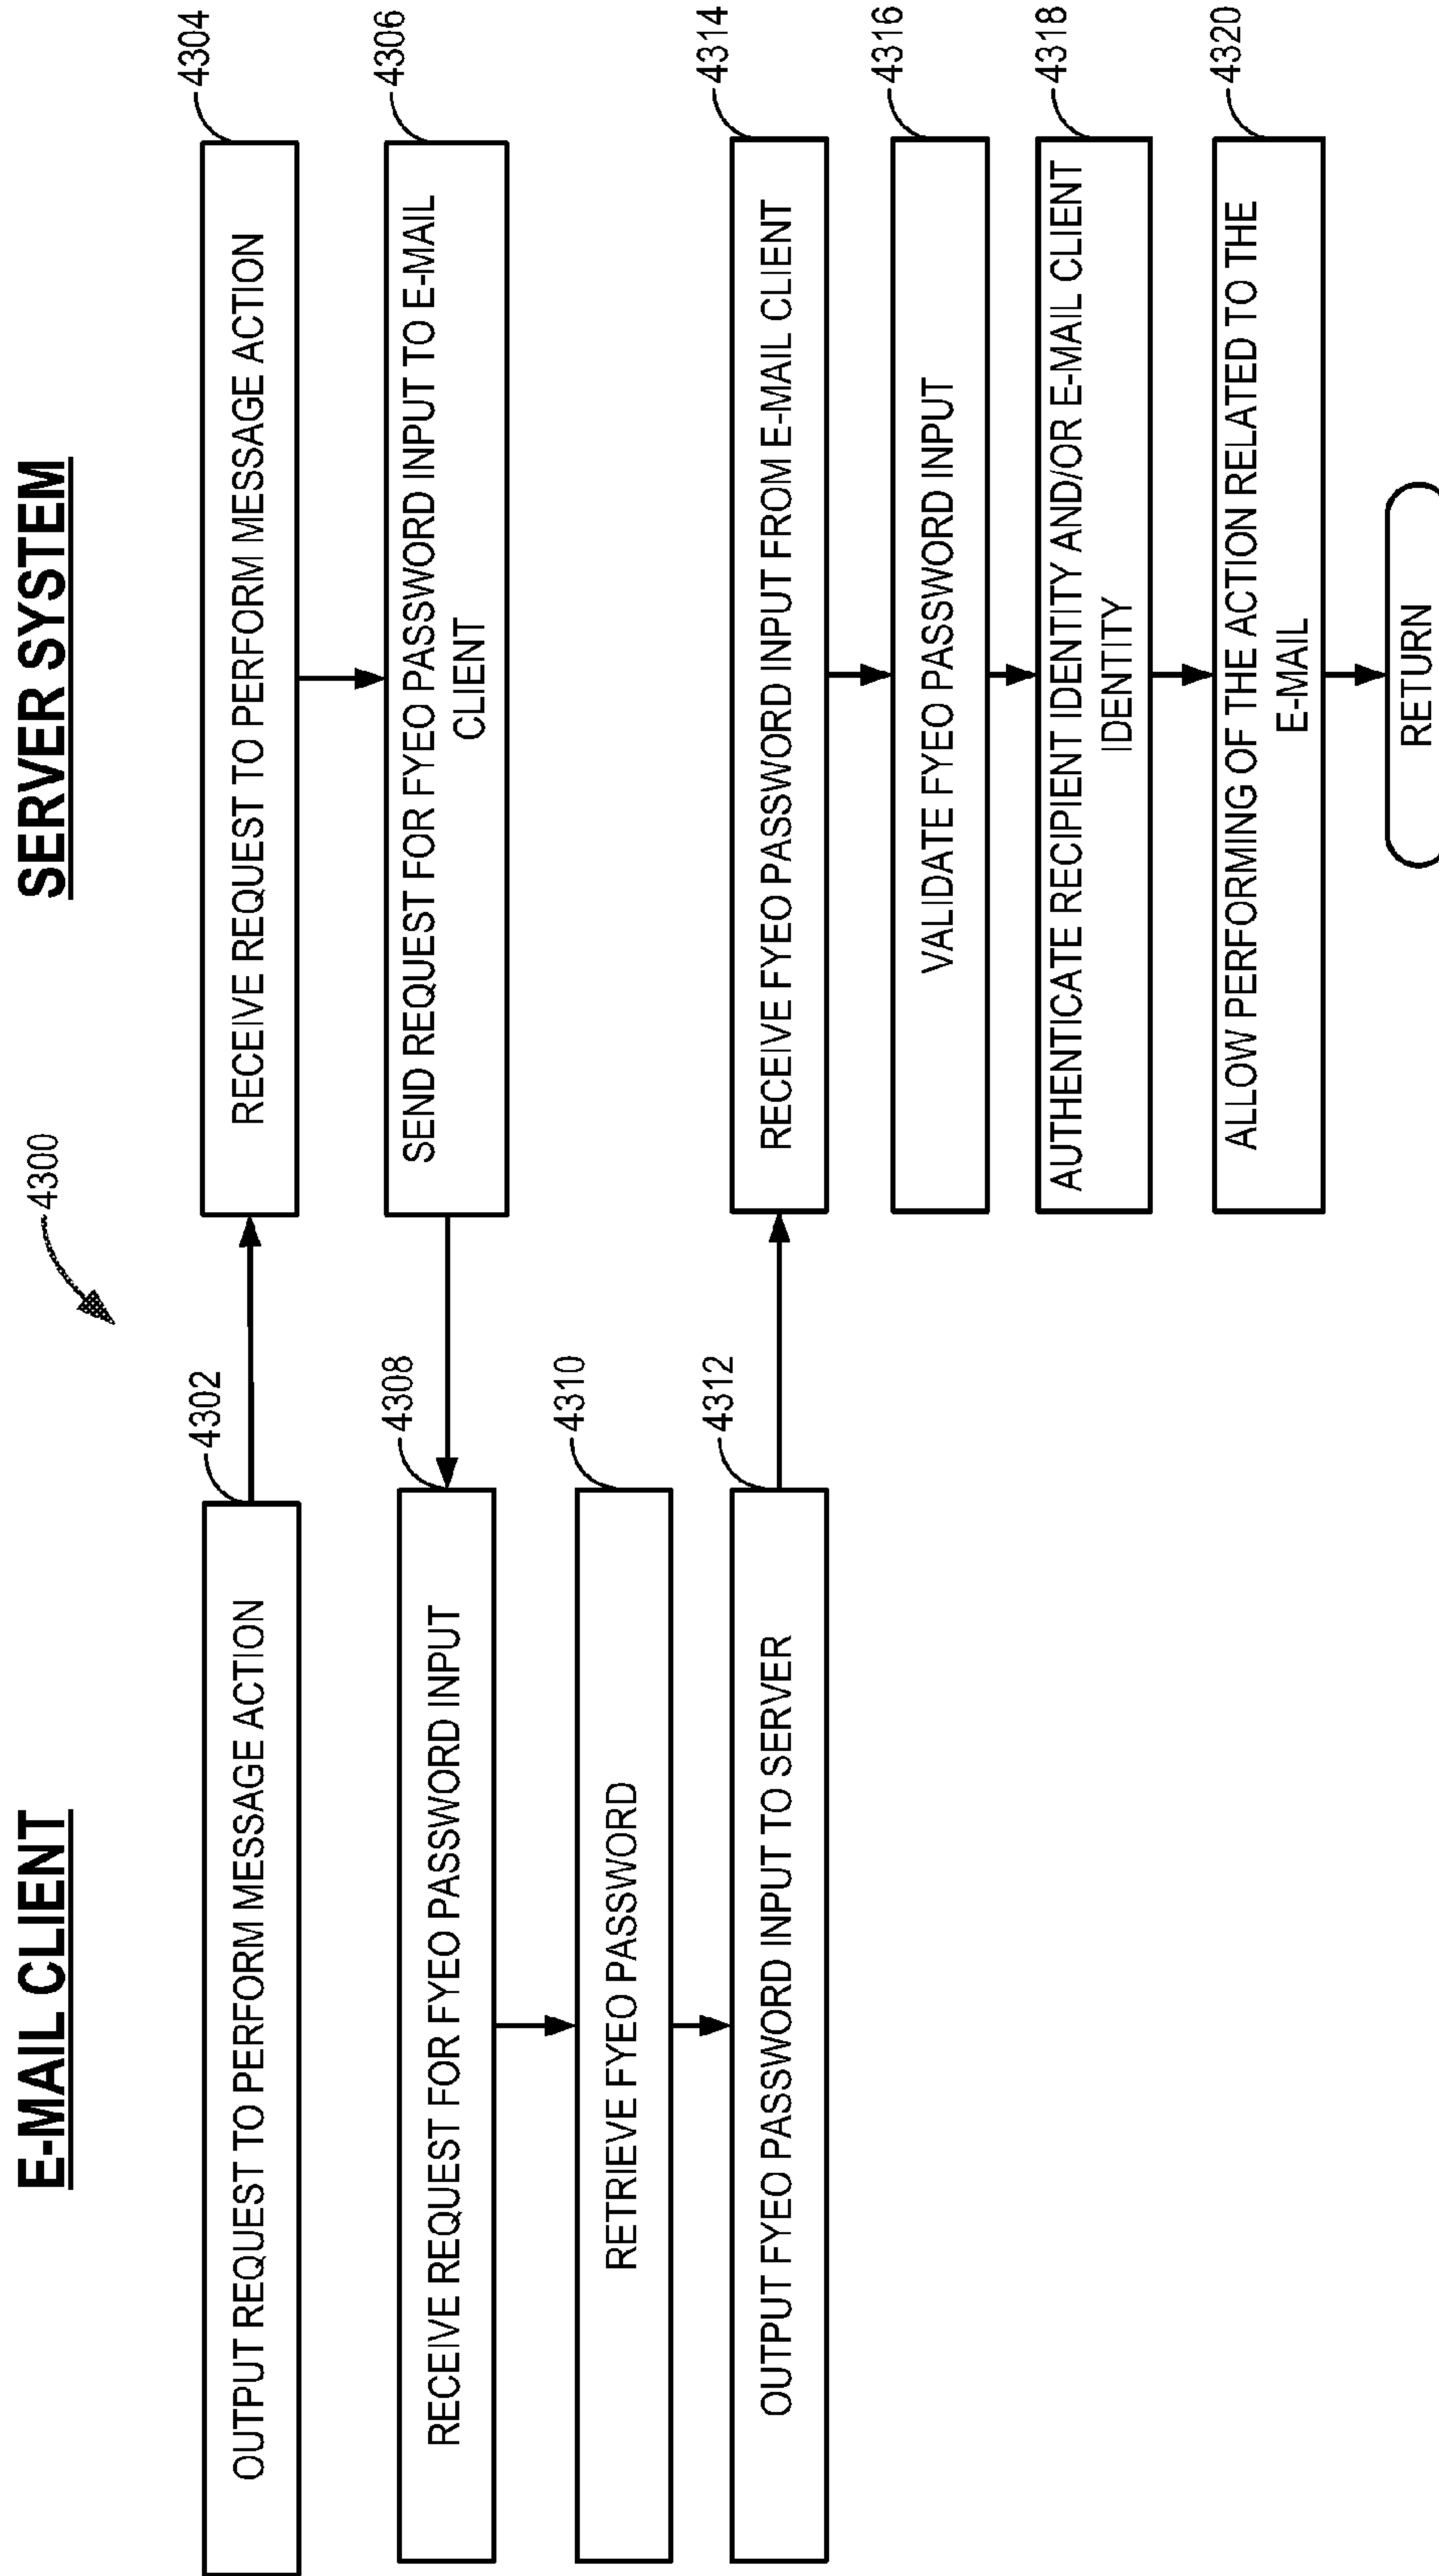 E-MAIL CLIENT
SERVER SYSTEM
4300
4302
OUTPUT REQUEST TO PERFORM MESSAGE ACTION
4304
RECEIVE REQUEST TO PERFORM MESSAGE ACTION
4306
SEND REQUEST FOR FYEO PASSWORD INPUT TO E-MAIL
CLIENT
4308
RECEIVE REQUEST FOR FYEO PASSWORD INPUT
4310
RETRIEVE FYEO PASSWORD
4312
OUTPUT FYEO PASSWORD INPUT TO SERVER
4314
RECEIVE FYEO PASSWORD INPUT FROM E-MAIL CLIENT
4316
VALIDATE FYEO PASSWORD INPUT
4318
AUTHENTICATE RECIPIENT IDENTITY AND/OR E-MAIL CLIENT
IDENTITY
4320
ALLOW PERFORMING OF THE ACTION RELATED TO THE
E-MAIL
RETURN